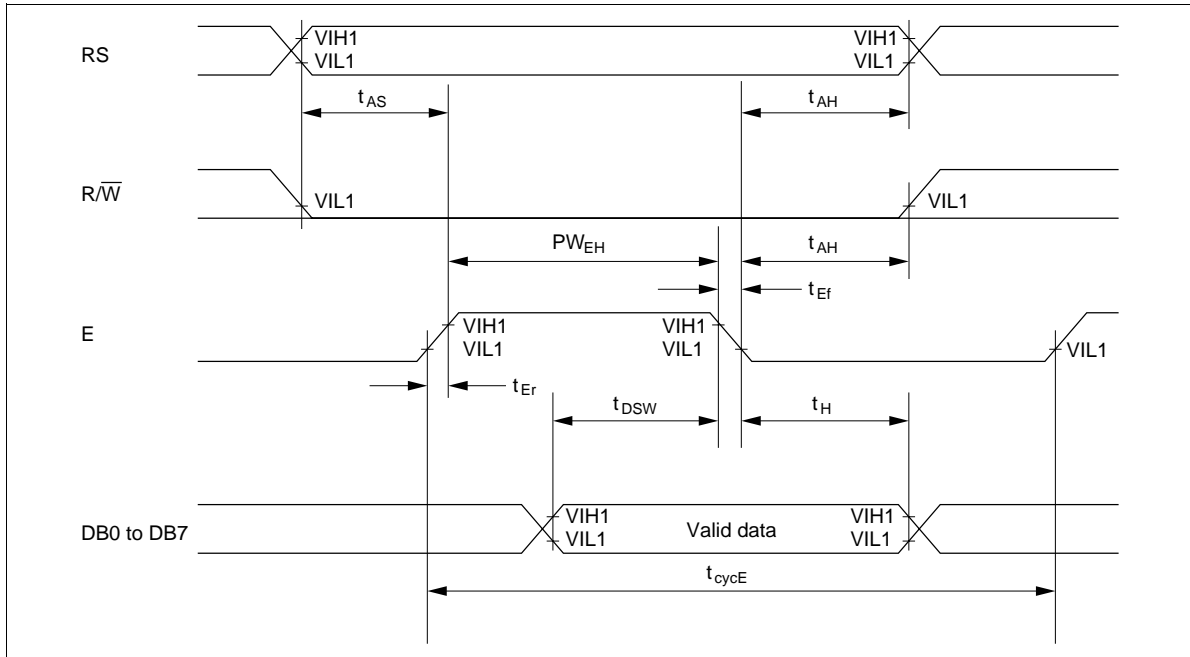 RS
VIH1
VIL1
VIH1
VIL1
tAS
tAH
R/W̅
VIL1
VIL1
PWEH
tAH
tEf
E
VIH1
VIL1
VIH1
VIL1
VIL1
tEr
tDSW
tH
DB0 to DB7
VIH1
VIL1
Valid data
VIH1
VIL1
tcycE